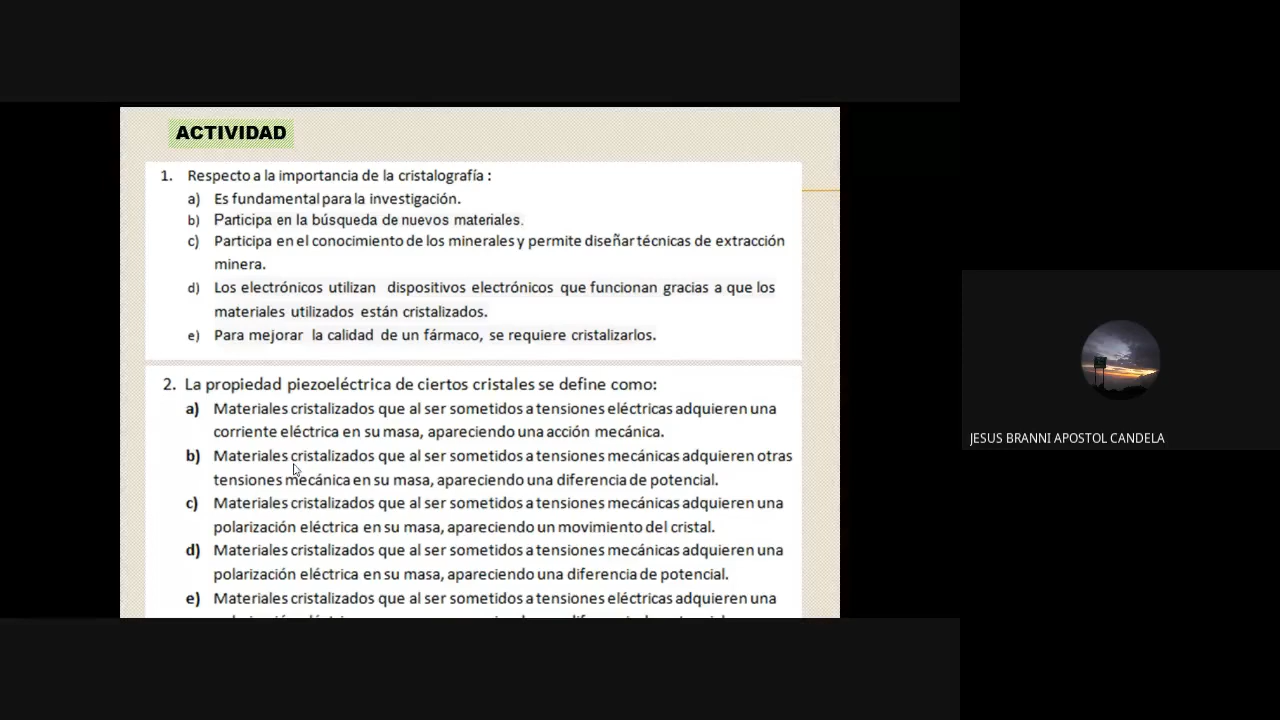 ACTIVIDAD
1. Respecto a la importancia de la cristalografía :
a) Es fundamental para la investigación.
b) Participa en la búsqueda de nuevos materiales.
c) Participa en el conocimiento de los minerales y permite diseñar técnicas de extracción
minera.
d) Los electrónicos utilizan dispositivos electrónicos que funcionan gracias a que los
materiales utilizados están cristalizados.
e) Para mejorar la calidad de un fármaco, se requiere cristalizarlos.
2. La propiedad piezoeléctrica de ciertos cristales se define como:
a) Materiales cristalizados que al ser sometidos a tensiones eléctricas adquieren una
corriente eléctrica en su masa, apareciendo una acción mecánica.
b) Materiales cristalizados que al ser sometidos a tensiones mecánicas adquieren otras
tensiones mecánica en su masa, apareciendo una diferencia de potencial.
c) Materiales cristalizados que al ser sometidos a tensiones mecánicas adquieren una
polarización eléctrica en su masa, apareciendo un movimiento del cristal.
d) Materiales cristalizados que al ser sometidos a tensiones mecánicas adquieren una
polarización eléctrica en su masa, apareciendo una diferencia de potencial.
e) Materiales cristalizados que al ser sometidos a tensiones eléctricas adquieren una
JESUS BRANNI APOSTOL CANDELA